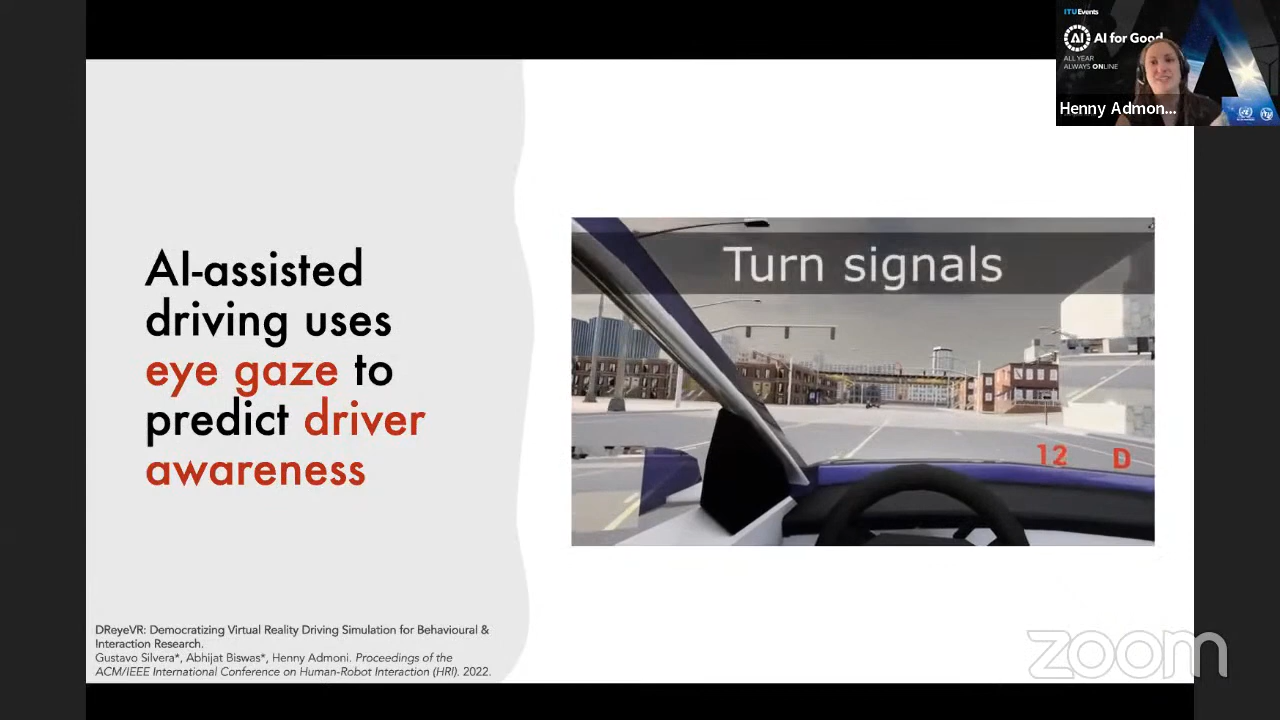 ITUEvents
AI
AI for Good
ALL YEAR
ALWAYS ONLINE
Henny Admon...
Turn signals
12 D
AI-assisted
driving uses
eye gaze to
predict driver
awareness
DReyeVR: Democratizing Virtual Reality Driving Simulation for Behavioural &
Interaction Research.
Gustavo Silvera*, Abhijat Biswas*, Henny Admoni. Proceedings of the
ACM/IEEE International Conference on Human-Robot Interaction (HRI). 2022.
zoom